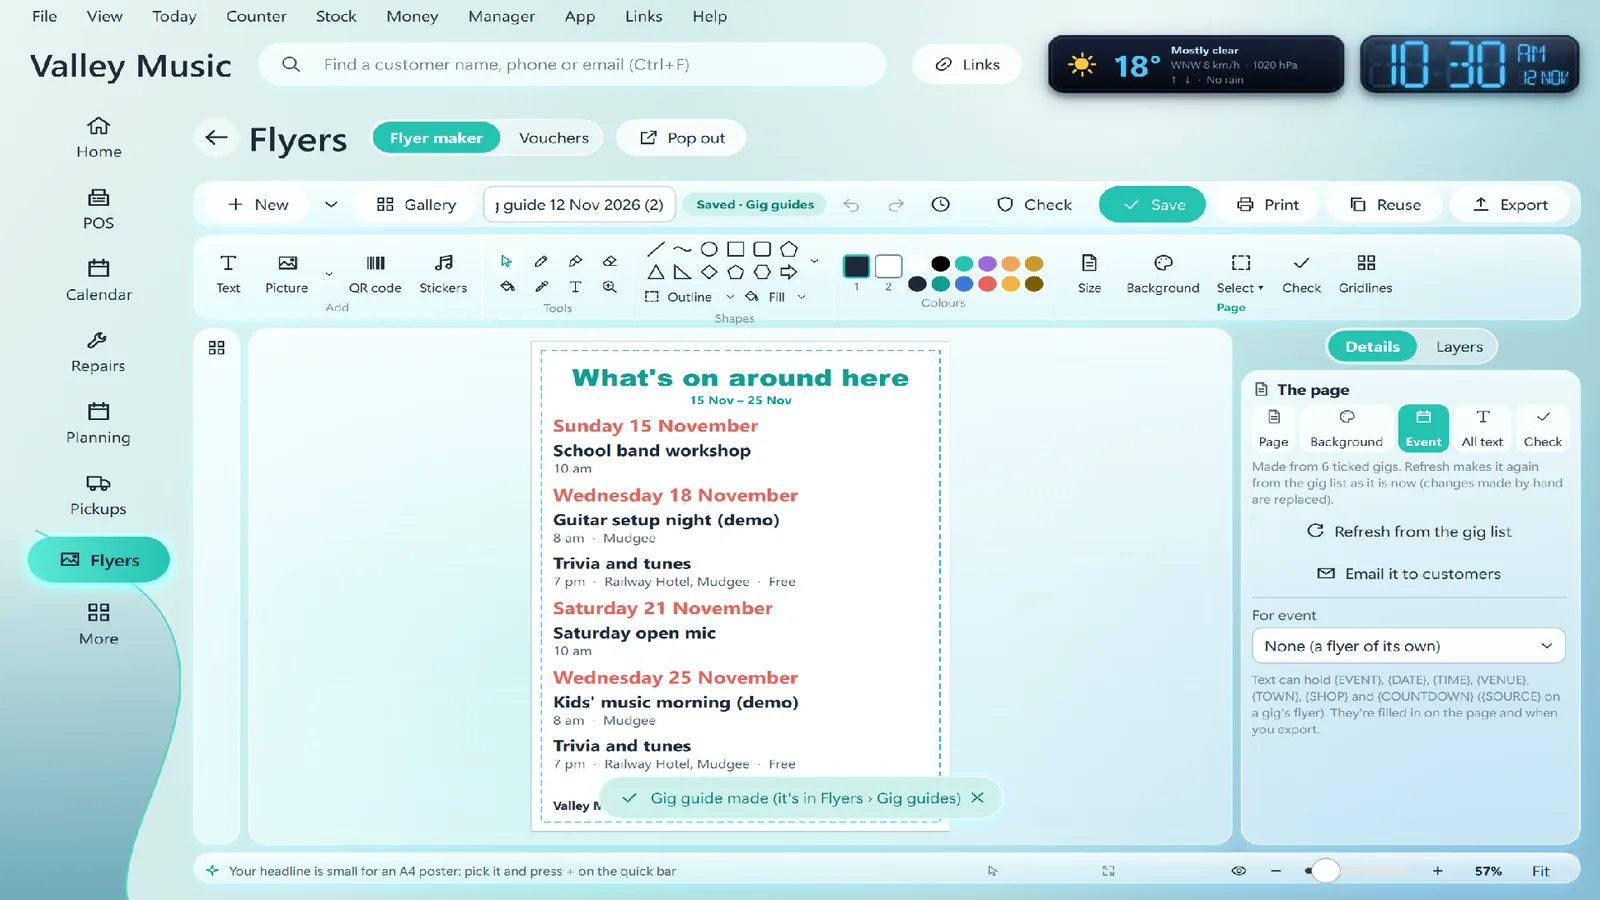 File View Today Counter Stock Money Manager App Links Help
Valley Music
Find a customer name, phone or email (Ctrl+F)
Links
18°
Mostly clear
WNW 8 km/h · 1020 hPa
↑ ↓ · No rain
10 30 AM
12 NOV
Home
POS
Calendar
Repairs
Planning
Pickups
Flyers
More
Flyers
Flyer maker
Vouchers
Pop out
New
Gallery
guide 12 Nov 2026 (2)
Saved · Gig guides
Check
Save
Print
Reuse
Export
Text
Picture
QR code
Stickers
Add
Tools
Outline
Fill
Shapes
1
2
Colours
Size
Background
Select
Check
Gridlines
Page
What's on around here
15 Nov – 25 Nov
Sunday 15 November
School band workshop
10 am
Wednesday 18 November
Guitar setup night (demo)
8 am · Mudgee
Trivia and tunes
7 pm · Railway Hotel, Mudgee · Free
Saturday 21 November
Saturday open mic
10 am
Wednesday 25 November
Kids' music morning (demo)
8 am · Mudgee
Trivia and tunes
7 pm · Railway Hotel, Mudgee · Free
Valley
Gig guide made (it's in Flyers › Gig guides)
Details
Layers
The page
Page
Background
Event
All text
Check
Made from 6 ticked gigs. Refresh makes it again
from the gig list as it is now (changes made by hand
are replaced).
Refresh from the gig list
Email it to customers
For event
None (a flyer of its own)
Text can hold {EVENT}, {DATE}, {TIME}, {VENUE},
{TOWN}, {SHOP} and {COUNTDOWN} ({SOURCE} on
a gig's flyer). They're filled in on the page and when
you export.
Your headline is small for an A4 poster: pick it and press + on the quick bar
57%
Fit